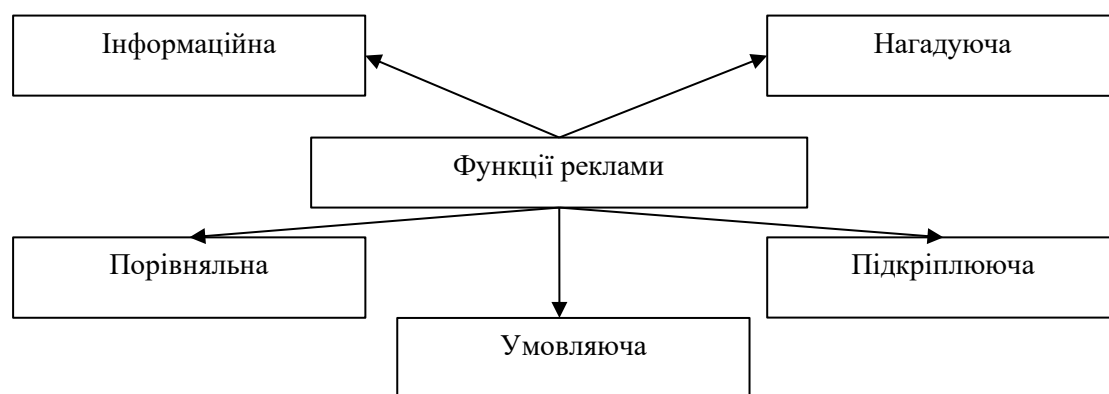 Інформаційна
Нагадуюча
Функції реклами
Порівняльна
Підкріплююча
Умовляюча